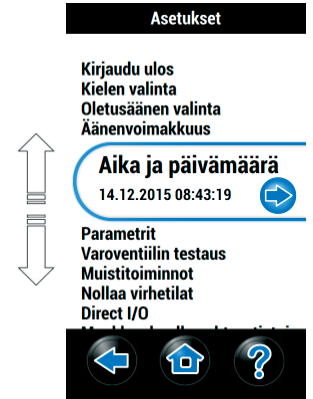 Asetukset
Kirjaudu ulos
Kielen valinta
Oletusäänen valinta
Äänenvoimakkuus
Aika ja päivämäärä
14.12.2015 08:43:19
Parametrit
Varoventiilin testaus
Muistitoiminnot
Nollaa virhetilat
Direct I/O
?